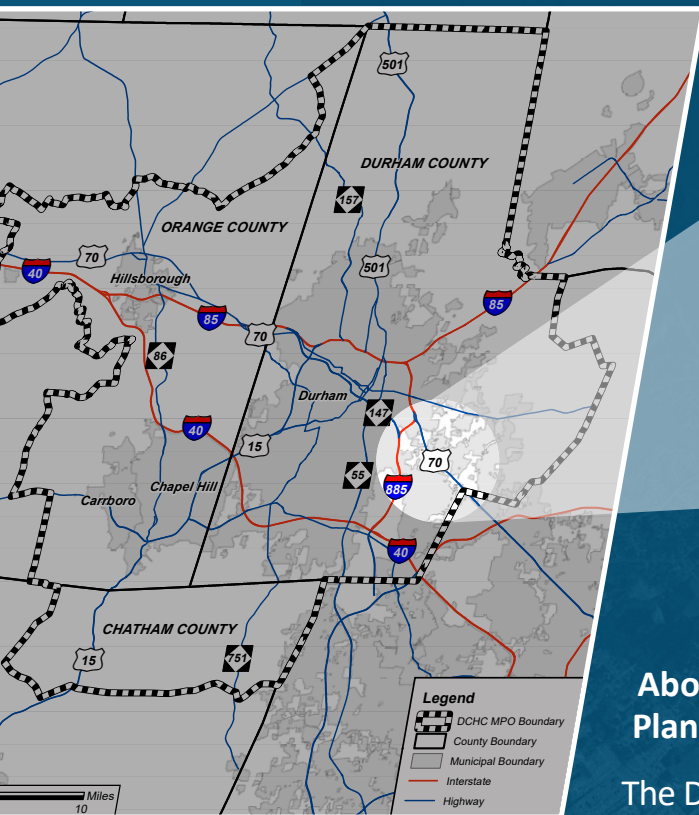 501
DURHAM COUNTY
157
ORANGE COUNTY
70
501
40
Hillsborough
85
85
70
86
Durham
147
40
15
70
55
Chapel Hill
885
Carrboro
40
CHATHAM COUNTY
15
751
Legend
DCHC MPO Boundary
County Boundary
Municipal Boundary
Interstate
Highway
Miles
10
Abo
Plan
The D